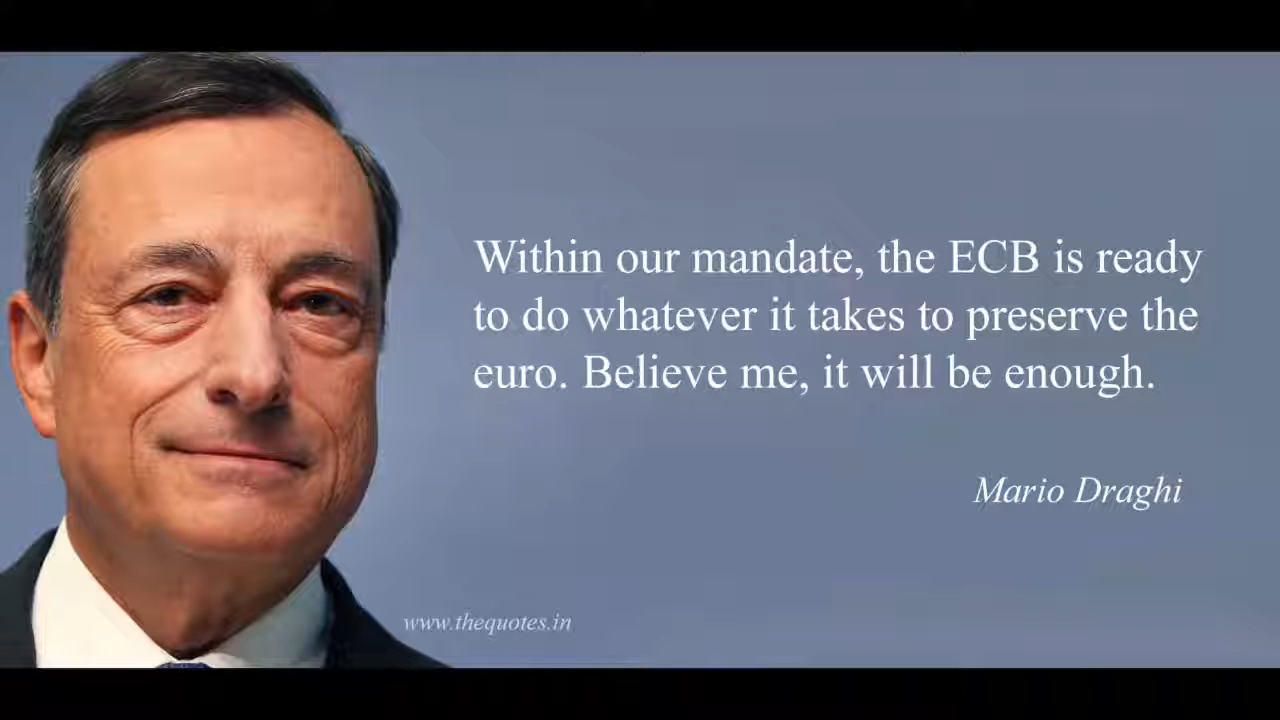 Within our mandate, the ECB is ready
to do whatever it takes to preserve the
euro. Believe me, it will be enough.
Mario Draghi
www.thequotes.in